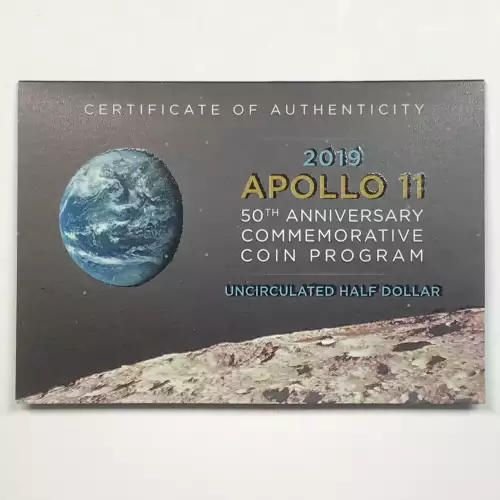 CERTIFICATE OF AUTHENTICITY
2019
APOLLO 11
50TH ANNIVERSARY
COMMEMORATIVE
COIN PROGRAM
UNCIRCULATED HALF DOLLAR